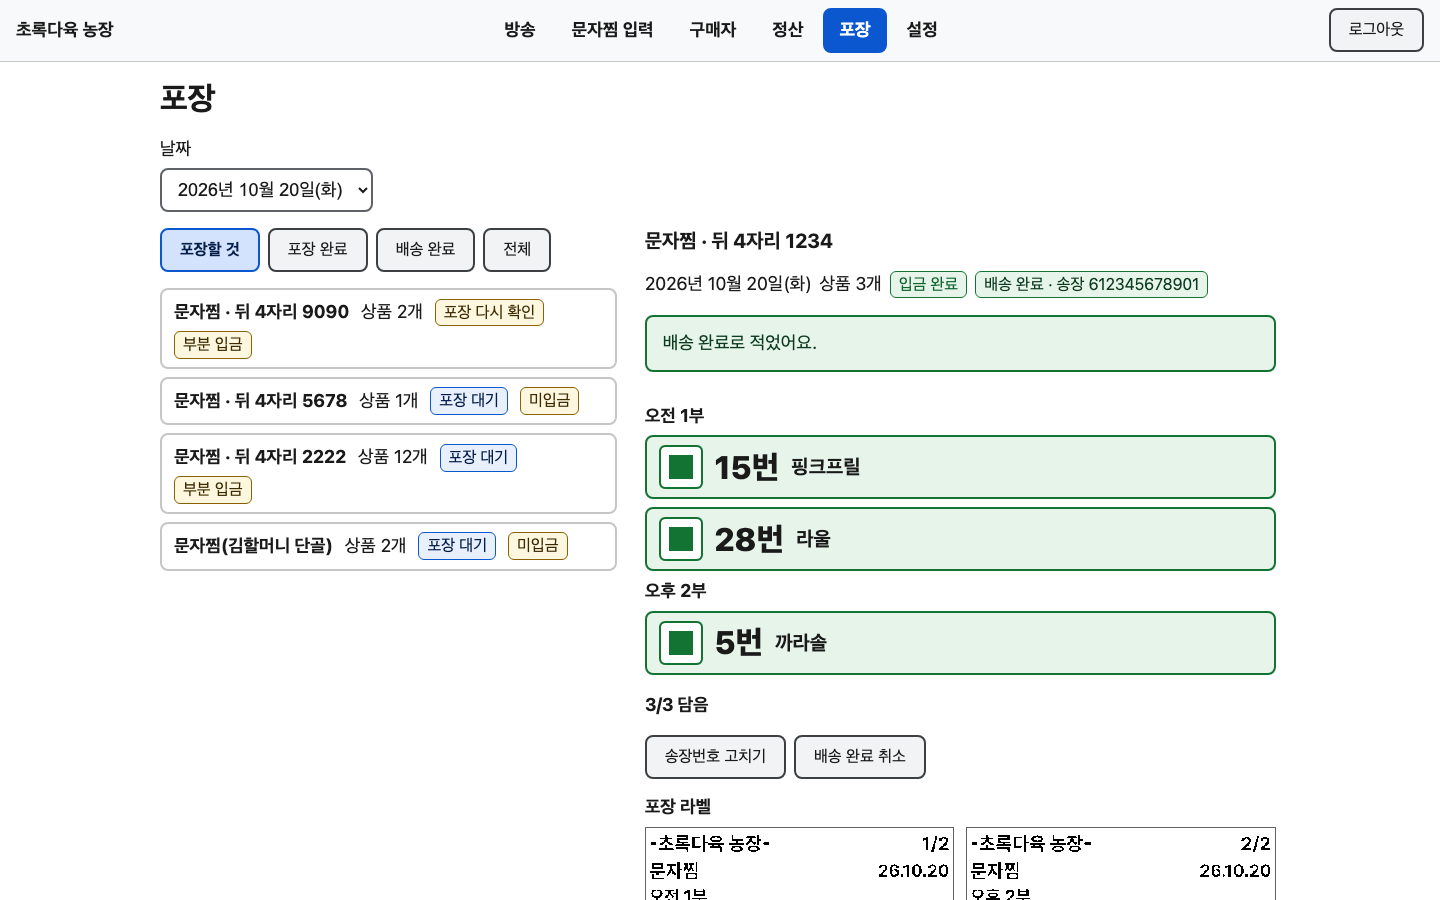 초록다육 농장
방송 문자찜 입력 구매자 정산 포장 설정
로그아웃
포장
날짜
2026년 10월 20일(화)
포장할 것 포장 완료 배송 완료 전체
문자찜 · 뒤 4자리 9090 상품 2개 포장 다시 확인
부분 입금
문자찜 · 뒤 4자리 5678 상품 1개 포장 대기 미입금
문자찜 · 뒤 4자리 2222 상품 12개 포장 대기
부분 입금
문자찜(김할머니 단골) 상품 2개 포장 대기 미입금
문자찜 · 뒤 4자리 1234
2026년 10월 20일(화) 상품 3개 입금 완료 배송 완료 · 송장 612345678901
배송 완료로 적었어요.
오전 1부
15번 핑크프릴
28번 라울
오후 2부
5번 까라솔
3/3 담음
송장번호 고치기 배송 완료 취소
포장 라벨
-초록다육 농장- 1/2
문자찜 26.10.20
오전 1부
-초록다육 농장- 2/2
문자찜 26.10.20
오후 2부